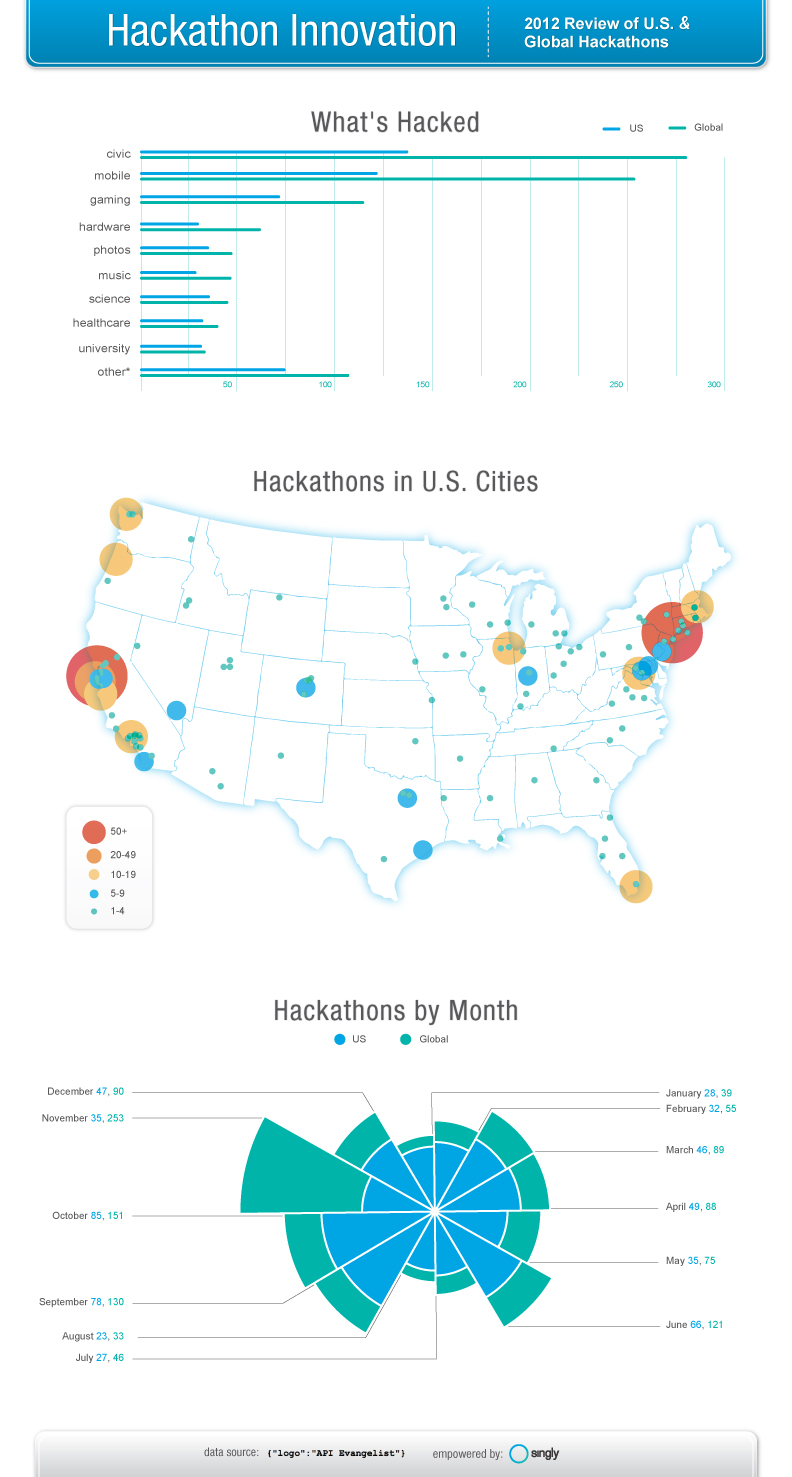 Hackathon Innovation
2012 Review of U.S. &
Global Hackathons
What's Hacked
US
Global
civic
mobile
gaming
hardware
photos
music
science
healthcare
university
other*
50
100
150
200
250
300
Hackathons in U.S. Cities
50+
20-49
10-19
5-9
1-4
Hackathons by Month
US
Global
December 47, 90
January 28, 39
February 32, 55
November 35, 253
March 46, 89
April 49, 88
October 85, 151
May 35, 75
September 78, 130
June 66, 121
August 23, 33
July 27, 46
data source: {"logo":"API Evangelist"}
empowered by: singly